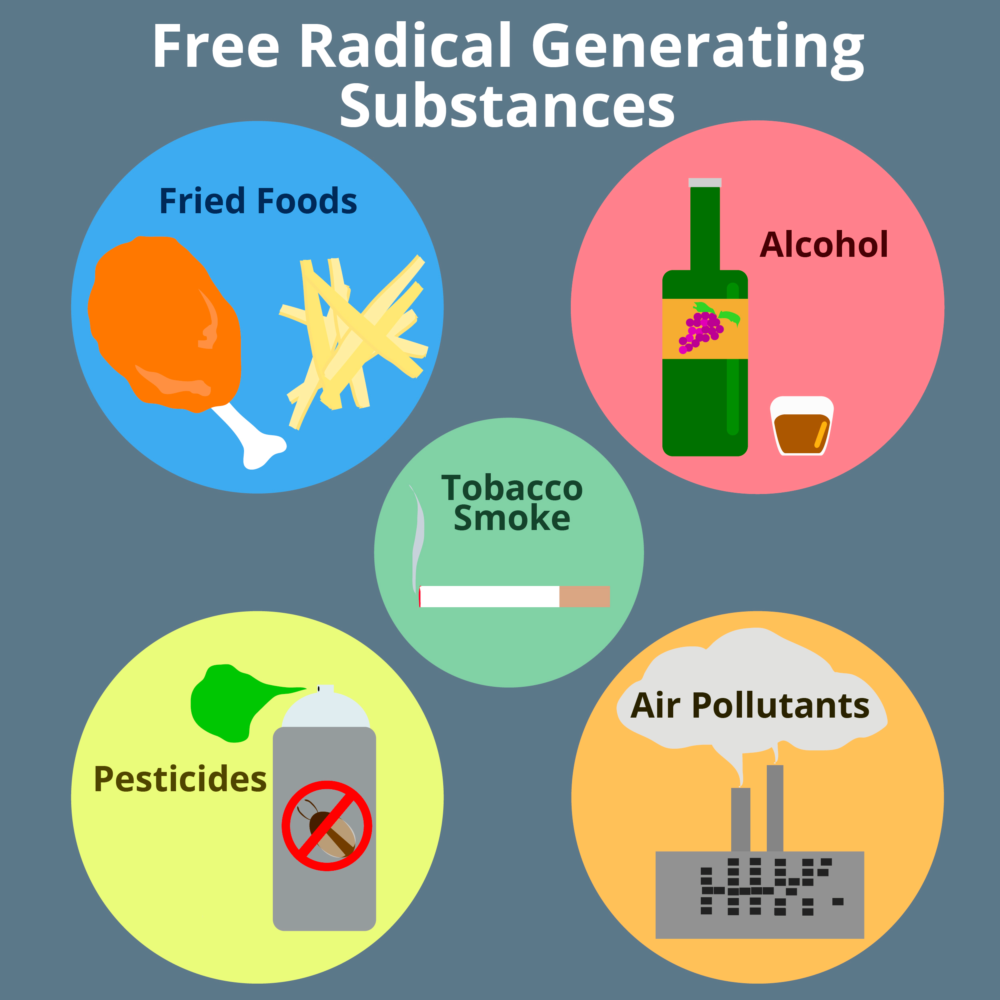 Free Radical Generating
Substances
Fried Foods
Alcohol
Tobacco
Smoke
Pesticides
Air Pollutants